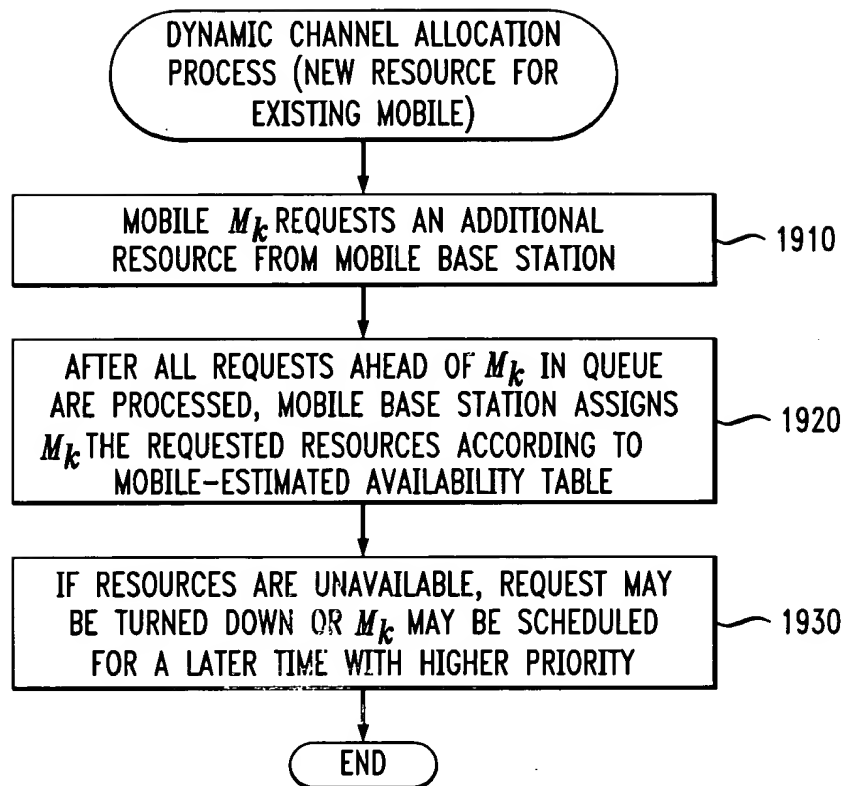 DYNAMIC CHANNEL ALLOCATION
PROCESS (NEW RESOURCE FOR
EXISTING MOBILE)
MOBILE Mk REQUESTS AN ADDITIONAL
RESOURCE FROM MOBILE BASE STATION
1910
AFTER ALL REQUESTS AHEAD OF Mk IN QUEUE
ARE PROCESSED, MOBILE BASE STATION ASSIGNS
Mk THE REQUESTED RESOURCES ACCORDING TO
MOBILE-ESTIMATED AVAILABILITY TABLE
1920
IF RESOURCES ARE UNAVAILABLE, REQUEST MAY
BE TURNED DOWN OR Mk MAY BE SCHEDULED
FOR A LATER TIME WITH HIGHER PRIORITY
1930
END